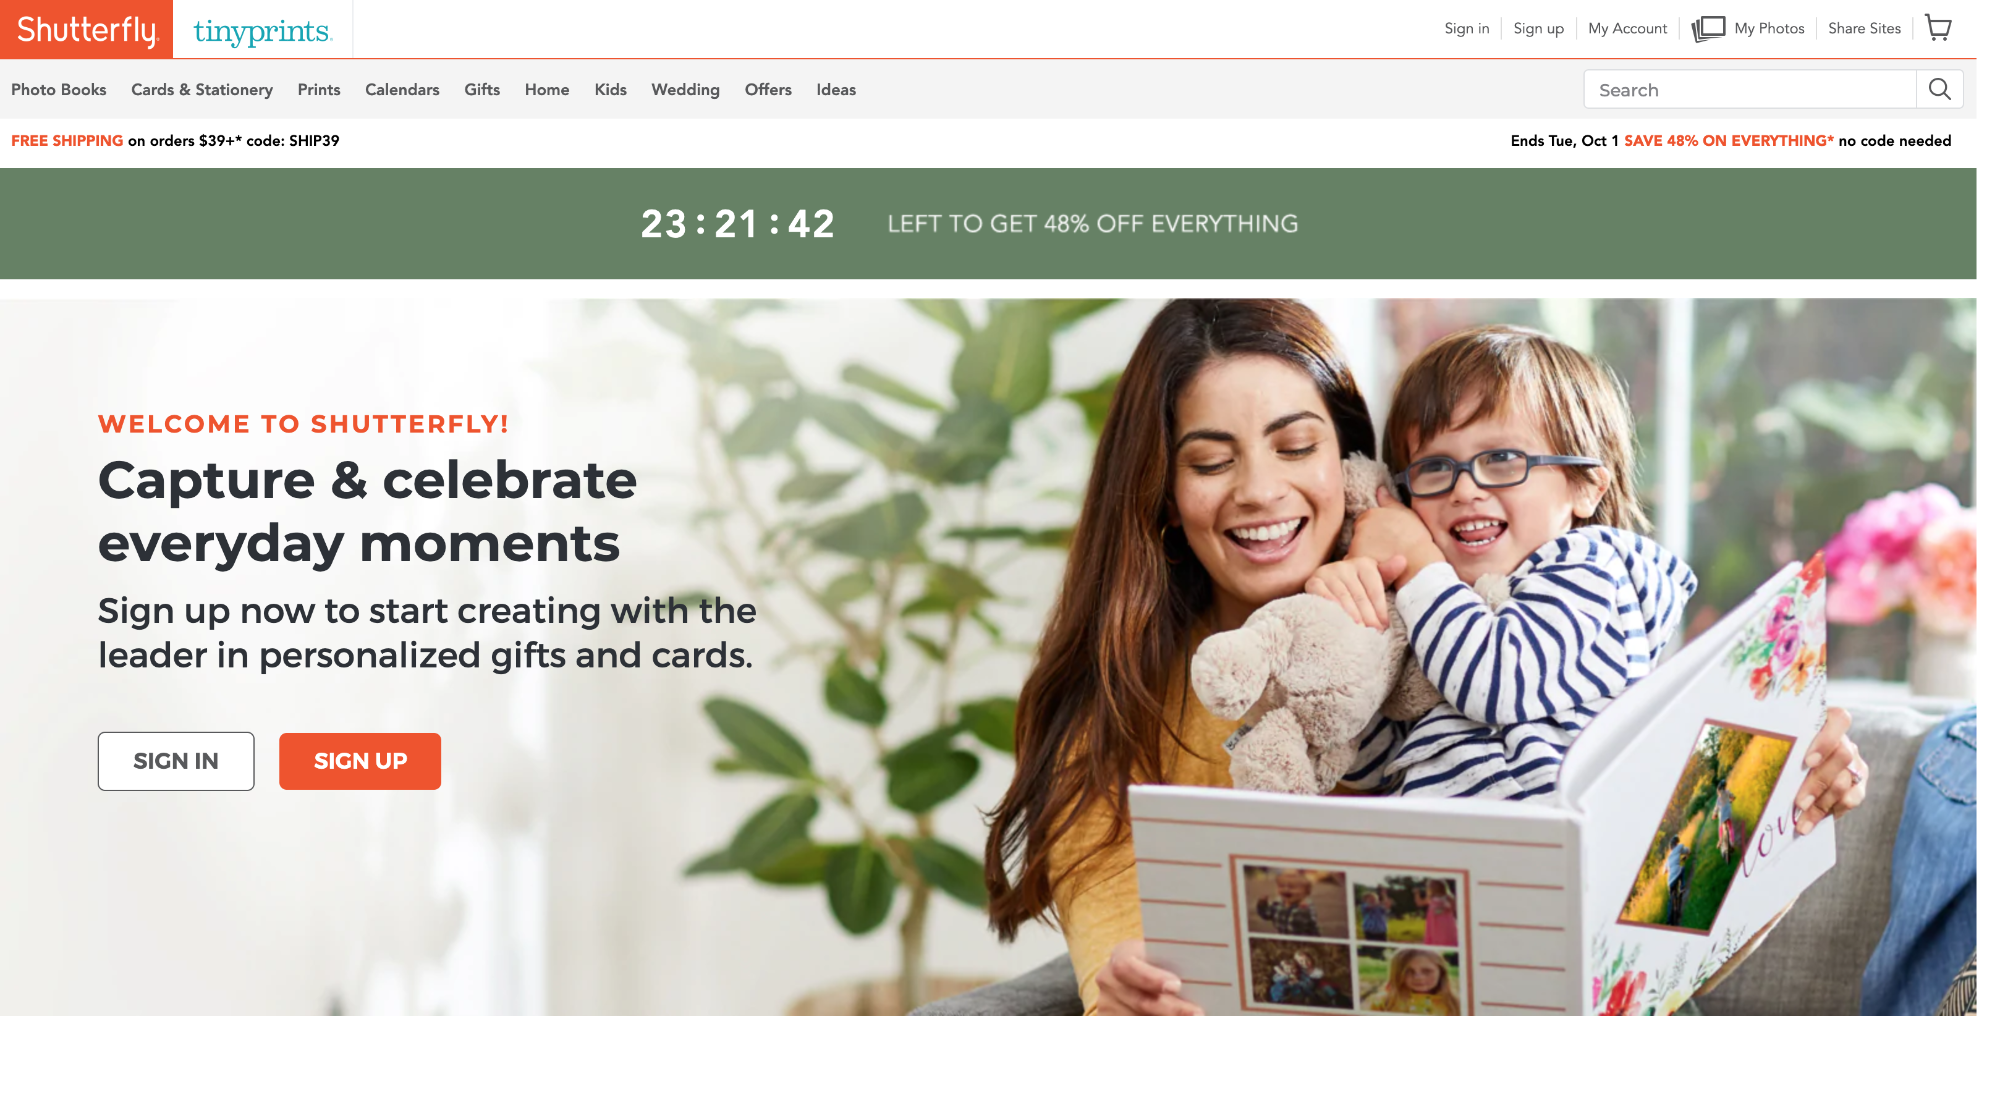 Shutterfly
tinyprints
Sign in
Sign up
My Account
My Photos
Share Sites
Photo Books
Cards & Stationery
Prints
Calendars
Gifts
Home
Kids
Wedding
Offers
Ideas
Search
FREE SHIPPING on orders $39+* code: SHIP39
Ends Tue, Oct 1 SAVE 48% ON EVERYTHING* no code needed
23:21:42
LEFT TO GET 48% OFF EVERYTHING
WELCOME TO SHUTTERFLY!
Capture & celebrate
everyday moments
Sign up now to start creating with the
leader in personalized gifts and cards.
SIGN IN
SIGN UP
love